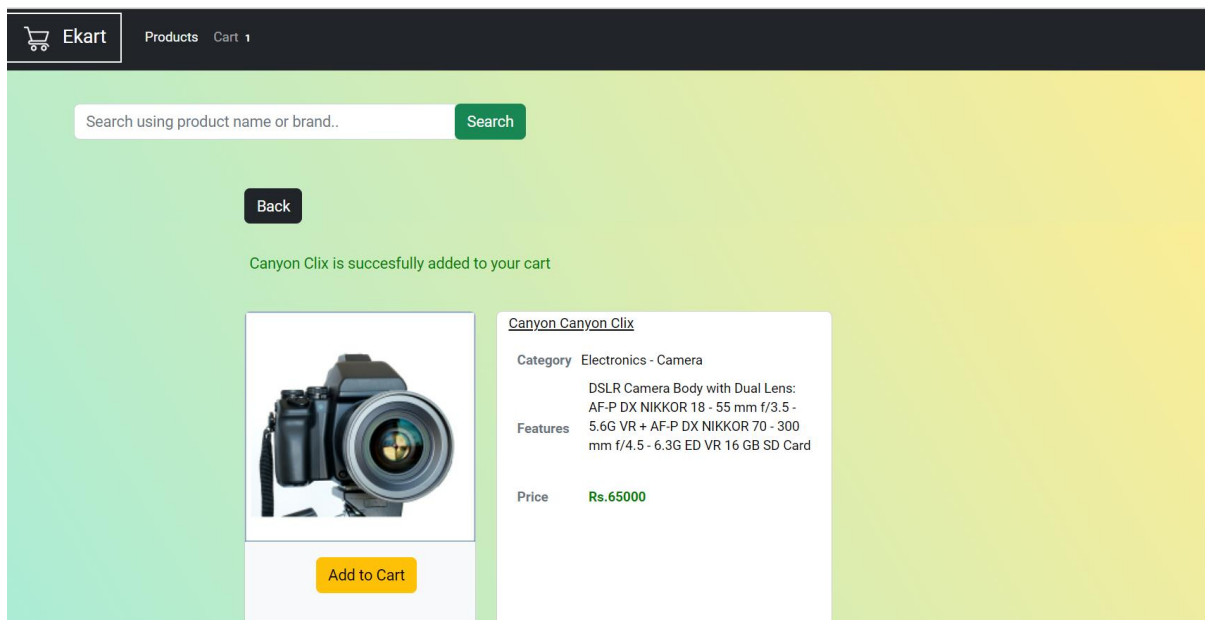 Ekart Products Cart 1
Search using product name or brand.. Search
Back
Canyon Clix is succesfully added to your cart
Canyon Canyon Clix
Category Electronics - Camera
DSLR Camera Body with Dual Lens:
AF-P DX NIKKOR 18 - 55 mm f/3.5 -
Features 5.6G VR + AF-P DX NIKKOR 70 - 300
mm f/4.5 - 6.3G ED VR 16 GB SD Card
Price Rs.65000
Add to Cart